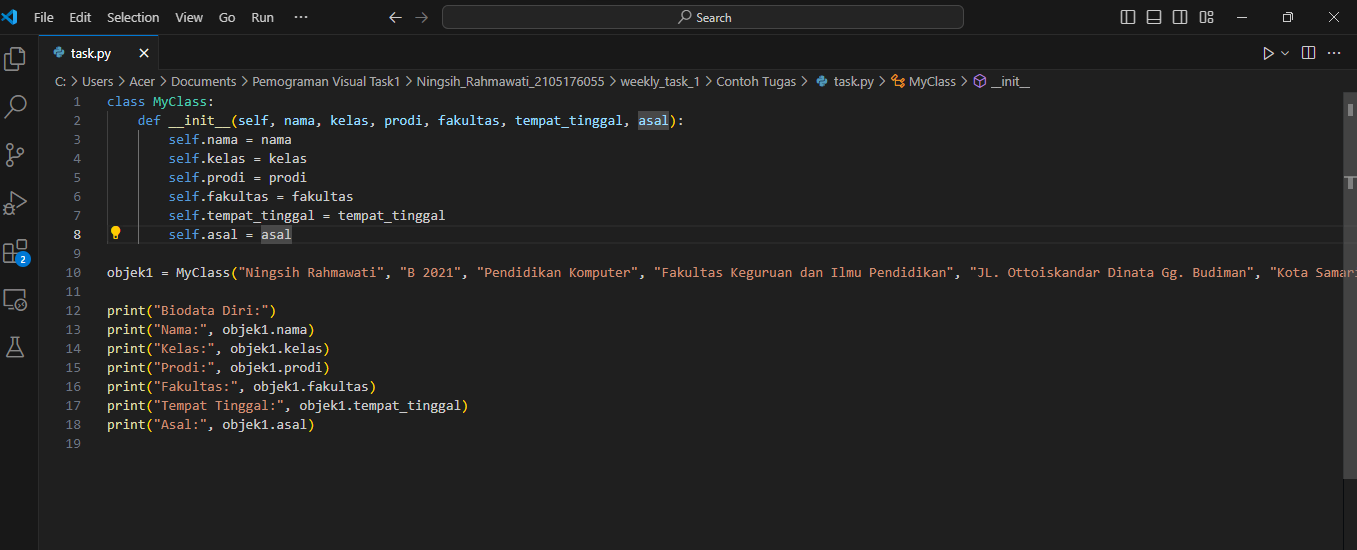 File Edit Selection View Go Run ··· Search
task.py
C: > Users > Acer > Documents > Pemograman Visual Task1 > Ningsih_Rahmawati_2105176055 > weekly_task_1 > Contoh Tugas > task.py > MyClass > __init__
1 class MyClass:
2 def __init__(self, nama, kelas, prodi, fakultas, tempat_tinggal, asal):
3 self.nama = nama
4 self.kelas = kelas
5 self.prodi = prodi
6 self.fakultas = fakultas
7 self.tempat_tinggal = tempat_tinggal
8 self.asal = asal
9
10 objek1 = MyClass("Ningsih Rahmawati", "B 2021", "Pendidikan Komputer", "Fakultas Keguruan dan Ilmu Pendidikan", "JL. Ottoiskandar Dinata Gg. Budiman", "Kota
11
12 print("Biodata Diri:")
13 print("Nama:", objek1.nama)
14 print("Kelas:", objek1.kelas)
15 print("Prodi:", objek1.prodi)
16 print("Fakultas:", objek1.fakultas)
17 print("Tempat Tinggal:", objek1.tempat_tinggal)
18 print("Asal:", objek1.asal)
19
2